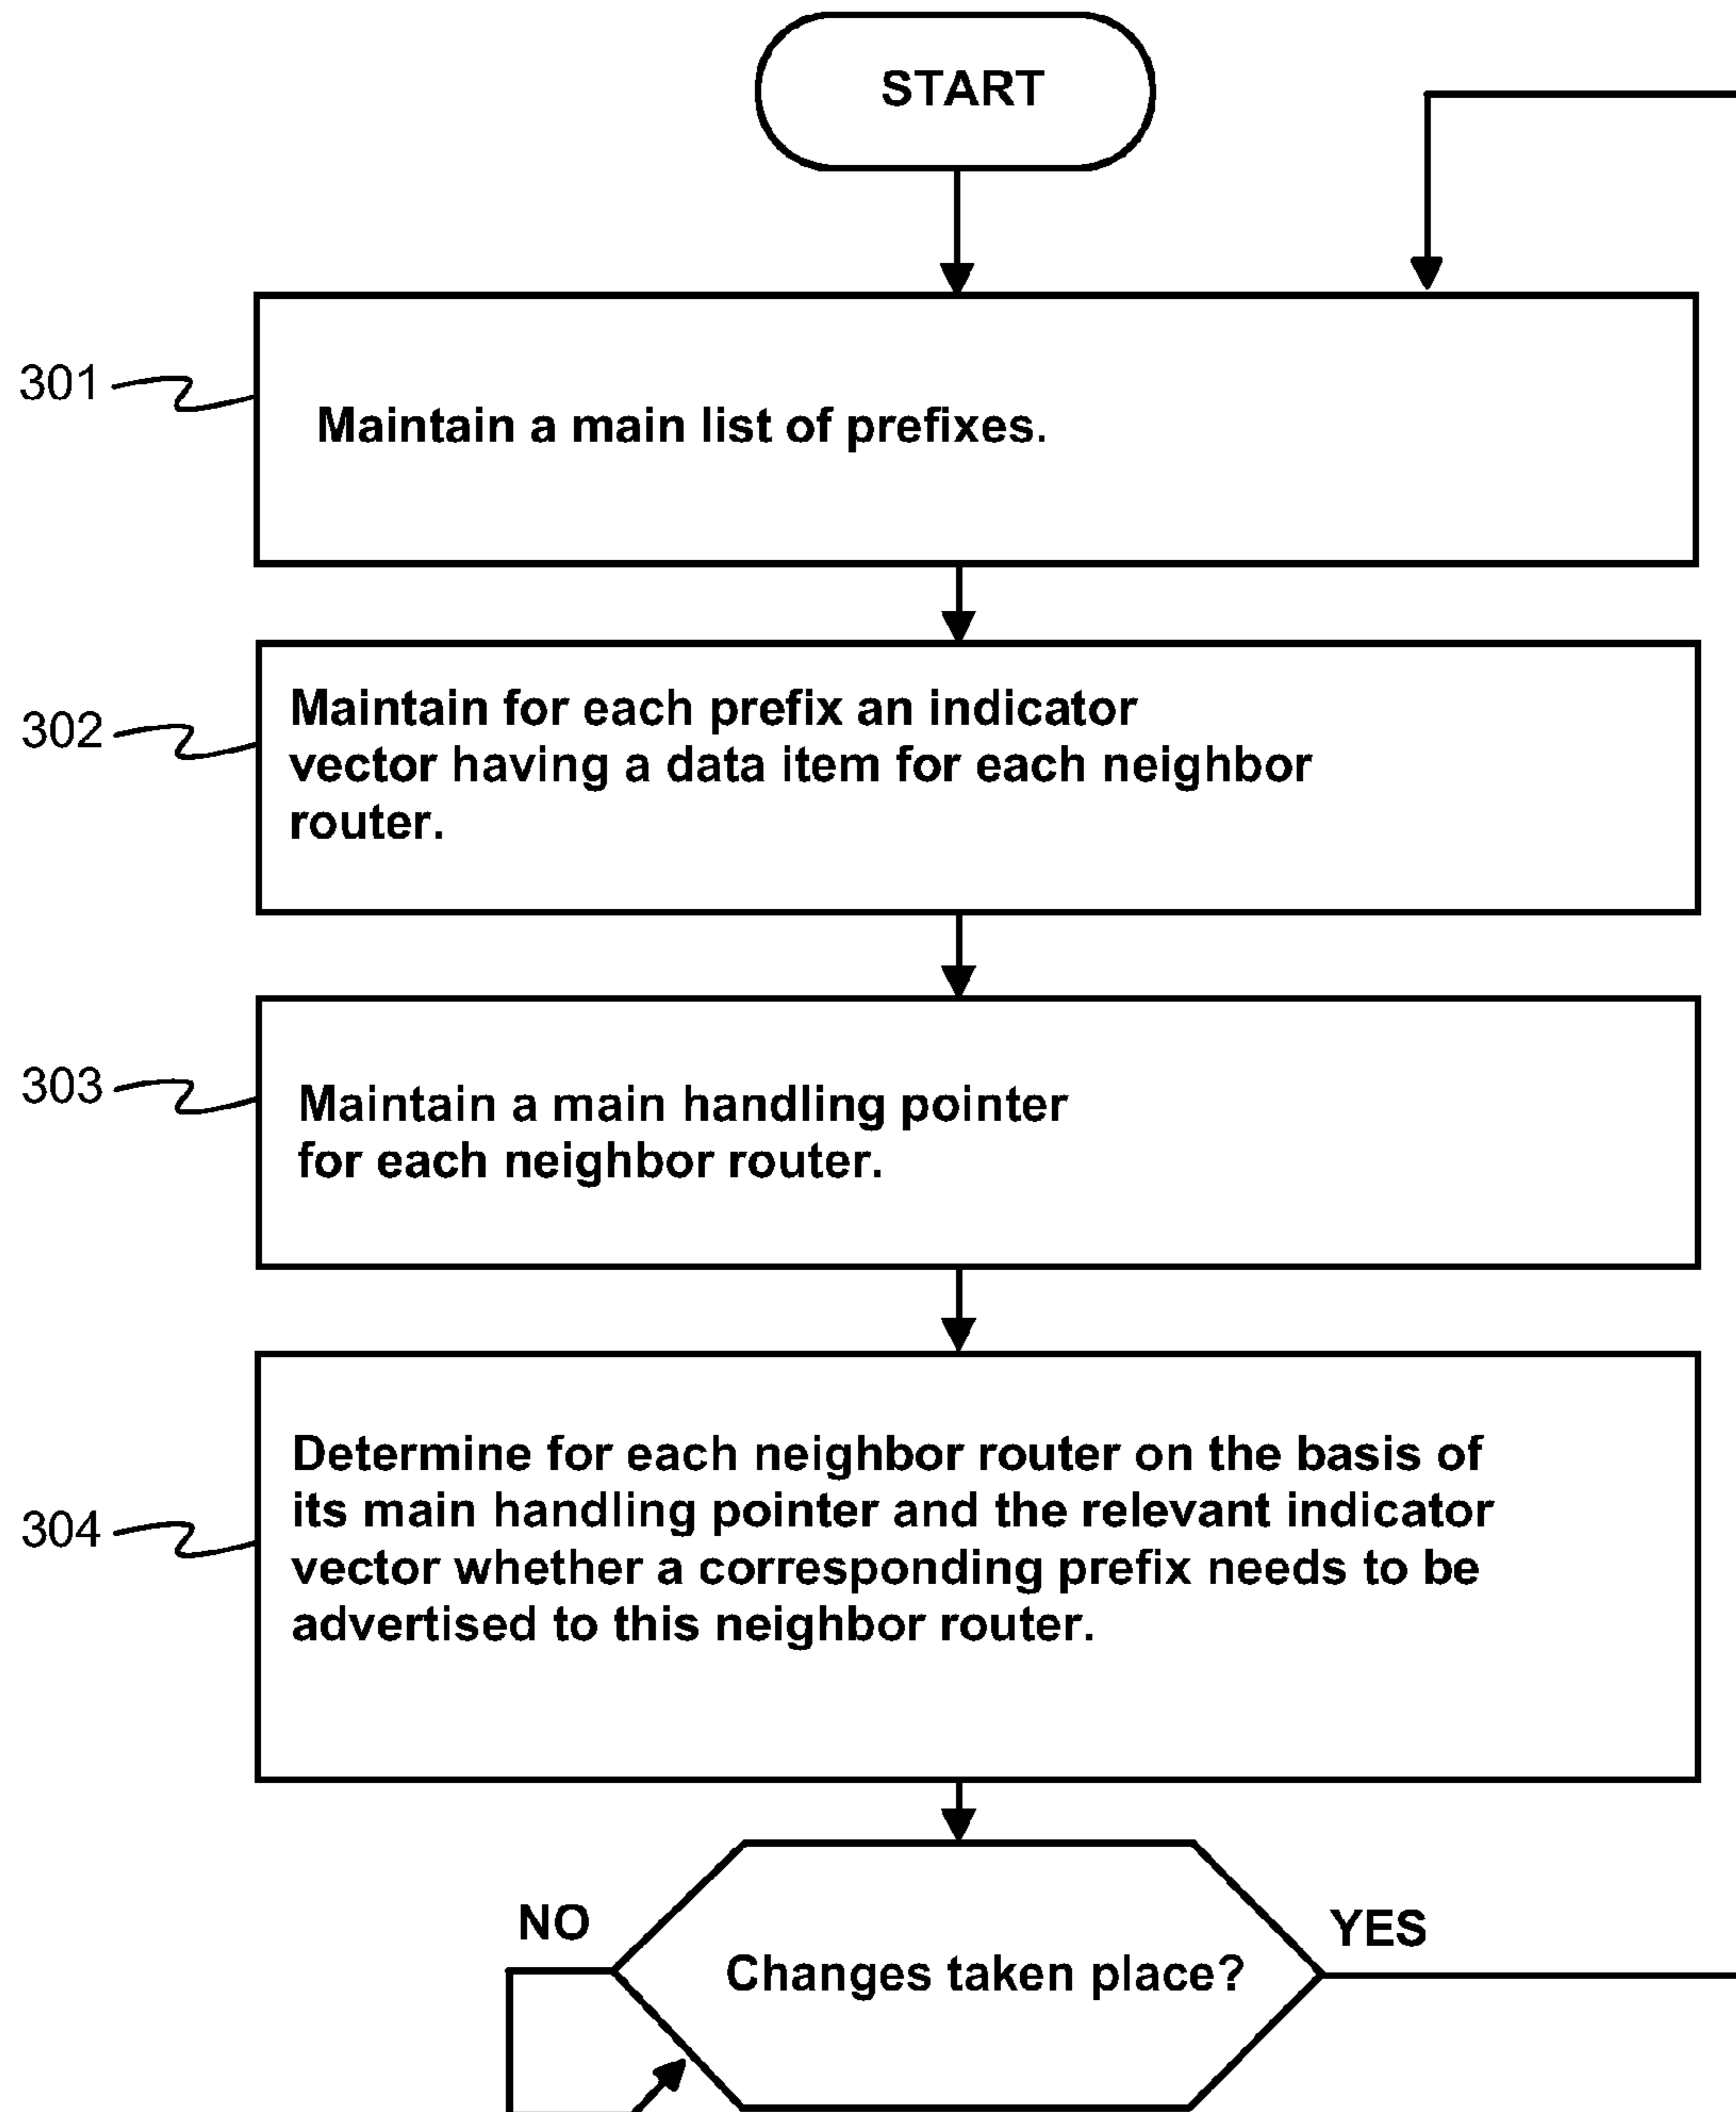 START
301
Maintain a main list of prefixes.
302
Maintain for each prefix an indicator
vector having a data item for each neighbor
router.
303
Maintain a main handling pointer
for each neighbor router.
304
Determine for each neighbor router on the basis of
its main handling pointer and the relevant indicator
vector whether a corresponding prefix needs to be
advertised to this neighbor router.
NO
YES
Changes taken place?